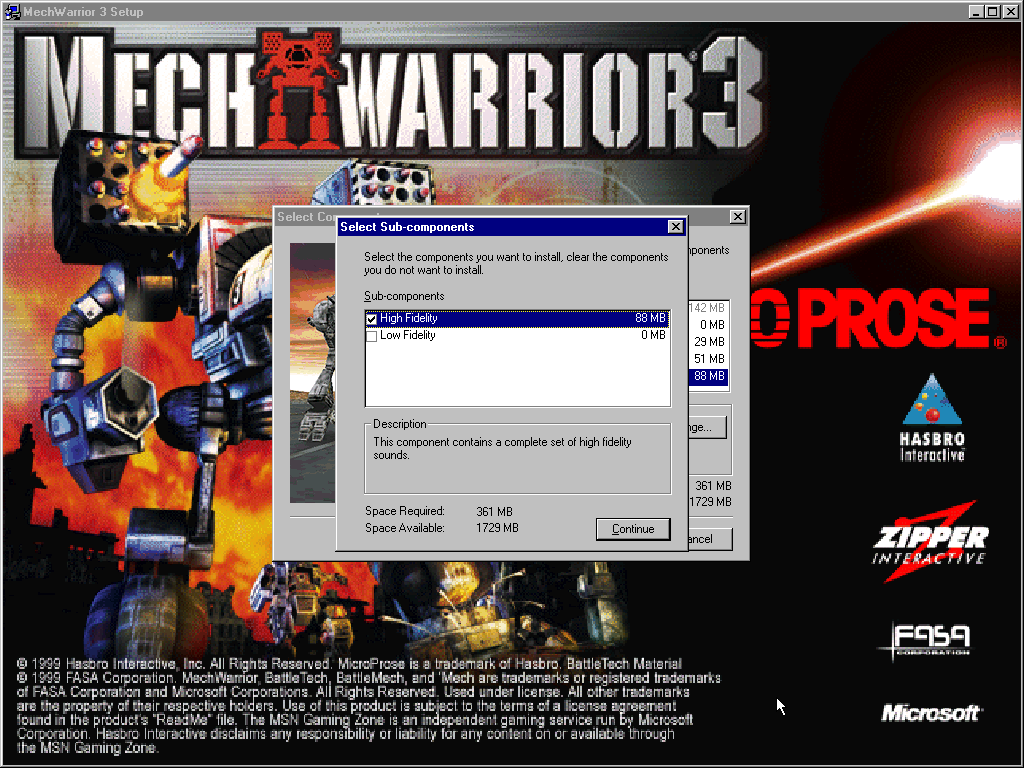 MechWarrior 3 Setup
MECHWARRIOR 3
Select Co
Select Sub-components
Select the components you want to install, clear the components
you do not want to install.
Sub-components
High Fidelity 88 MB
Low Fidelity 0 MB
Description
This component contains a complete set of high fidelity
sounds.
Space Required: 361 MB
Space Available: 1729 MB
Continue
ponents
142 MB
0 MB
29 MB
51 MB
88 MB
nge...
361 MB
1729 MB
ancel
O PROSE®
HASBRO
Interactive
ZIPPER
INTERACTIVE
FASA
CORPORATION
Microsoft
© 1999 Hasbro Interactive, Inc. All Rights Reserved. MicroProse is a trademark of Hasbro. BattleTech Material
© 1999 FASA Corporation. MechWarrior, BattleTech, BattleMech, and 'Mech are trademarks or registered trademarks
of FASA Corporation and Microsoft Corporations. All Rights Reserved. Used under license. All other trademarks
are the property of their respective holders. Use of this product is subject to the terms of a license agreement
found in the product's "ReadMe" file. The MSN Gaming Zone is an independent gaming service run by Microsoft
Corporation. Hasbro Interactive disclaims any responsibility or liability for any content on or available through
the MSN Gaming Zone.